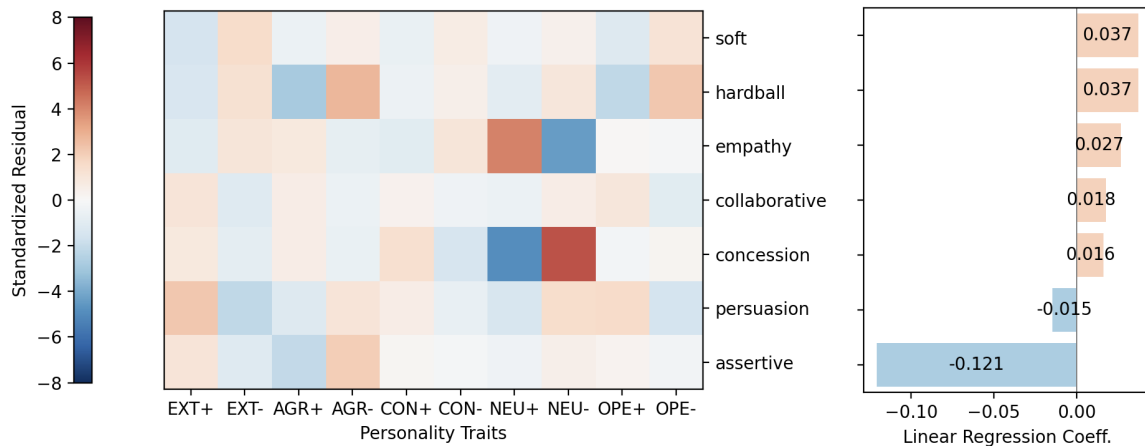 8
6
4
2
0
−2
−4
−6
−8
Standardized Residual
soft
hardball
empathy
collaborative
concession
persuasion
assertive
EXT+ EXT- AGR+ AGR- CON+ CON- NEU+ NEU- OPE+ OPE-
Personality Traits
0.037
0.037
0.027
0.018
0.016
-0.015
-0.121
−0.10 −0.05 0.00
Linear Regression Coeff.